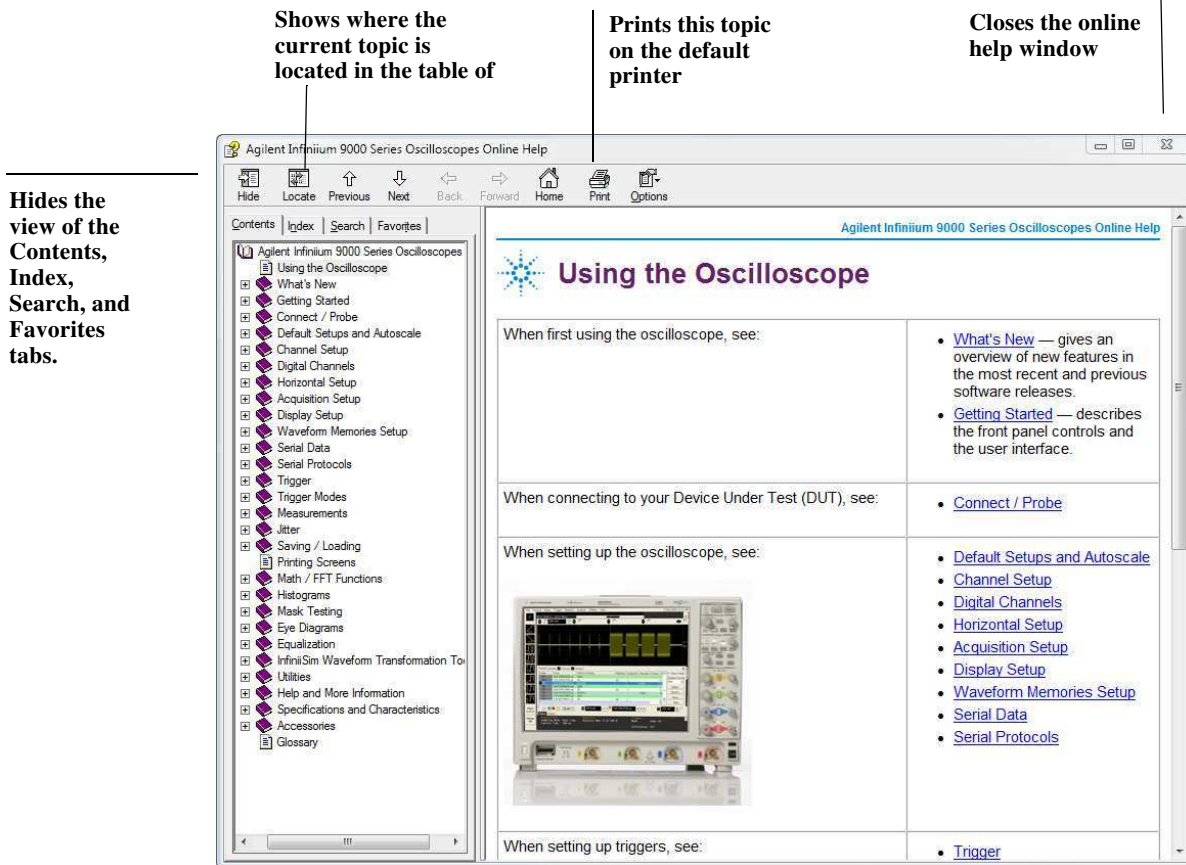 Shows where the
current topic is
located in the table of
Prints this topic
on the default
printer
Closes the online
help window
Hides the
view of the
Contents,
Index,
Search, and
Favorites
tabs.
Agilent Infiniium 9000 Series Oscilloscopes Online Help
Hide Locate Previous Next Back Forward Home Print Options
Contents Index Search Favorites
Agilent Infiniium 9000 Series Oscilloscopes
Using the Oscilloscope
What's New
Getting Started
Connect / Probe
Default Setups and Autoscale
Channel Setup
Digital Channels
Horizontal Setup
Acquisition Setup
Display Setup
Waveform Memories Setup
Serial Data
Serial Protocols
Trigger
Trigger Modes
Measurements
Jitter
Saving / Loading
Printing Screens
Math / FFT Functions
Histograms
Mask Testing
Eye Diagrams
Equalization
InfiniiSim Waveform Transformation To
Utilities
Help and More Information
Specifications and Characteristics
Accessories
Glossary
Agilent Infiniium 9000 Series Oscilloscopes Online Help
Using the Oscilloscope
When first using the oscilloscope, see:
• What's New — gives an
overview of new features in
the most recent and previous
software releases.
• Getting Started — describes
the front panel controls and
the user interface.
When connecting to your Device Under Test (DUT), see:
• Connect / Probe
When setting up the oscilloscope, see:
• Default Setups and Autoscale
• Channel Setup
• Digital Channels
• Horizontal Setup
• Acquisition Setup
• Display Setup
• Waveform Memories Setup
• Serial Data
• Serial Protocols
When setting up triggers, see:
• Trigger